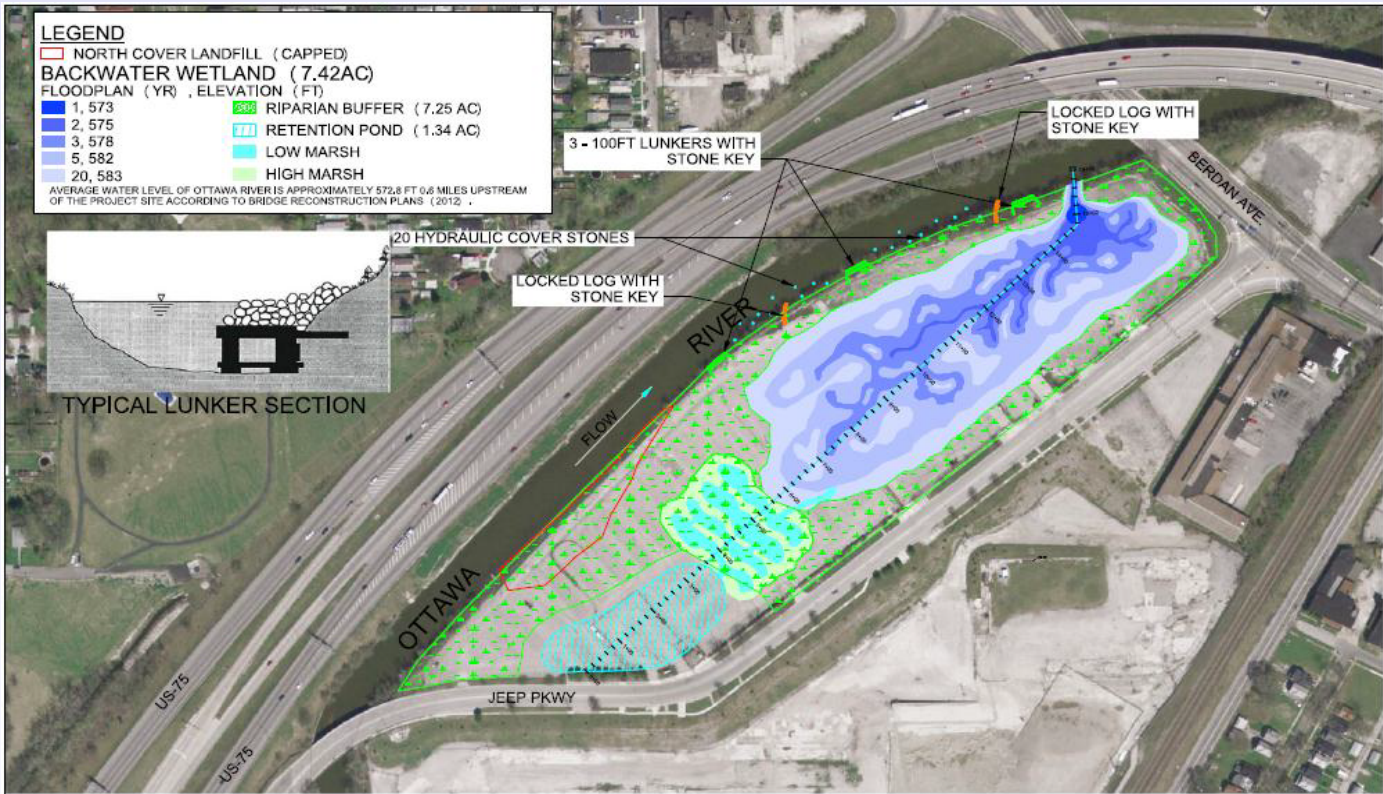 LEGEND
NORTH COVER LANDFILL (CAPPED)
BACKWATER WETLAND (7.42AC)
FLOODPLAN (YR) , ELEVATION (FT)
1, 573
2, 575
3, 578
5, 582
20, 583
RIPARIAN BUFFER (7.25 AC)
RETENTION POND (1.34 AC)
LOW MARSH
HIGH MARSH
AVERAGE WATER LEVEL OF OTTAWA RIVER IS APPROXIMATELY 572.8 FT 0.6 MILES UPSTREAM
OF THE PROJECT SITE ACCORDING TO BRIDGE RECONSTRUCTION PLANS (2012) .
3 - 100FT LUNKERS WITH
STONE KEY
LOCKED LOG WITH
STONE KEY
BERDAN AVE.
20 HYDRAULIC COVER STONES
LOCKED LOG WITH
STONE KEY
TYPICAL LUNKER SECTION
OTTAWA
RIVER
FLOW
US-75
US-75
JEEP PKWY